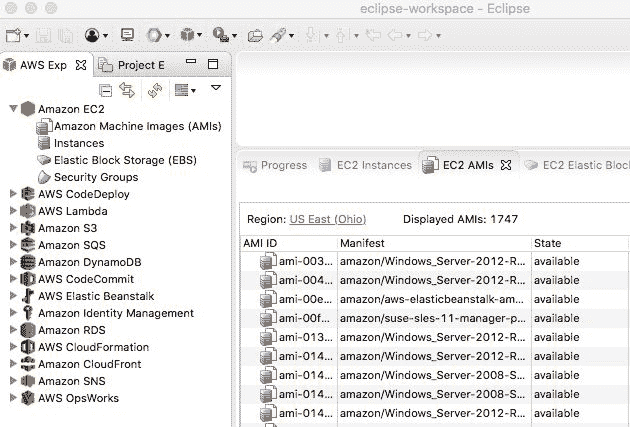 eclipse-workspace - Eclipse
AWS Exp
Project E
Amazon EC2
Amazon Machine Images (AMIs)
Instances
Elastic Block Storage (EBS)
Security Groups
AWS CodeDeploy
AWS Lambda
Amazon S3
Amazon SQS
Amazon DynamoDB
AWS CodeCommit
AWS Elastic Beanstalk
Amazon Identity Management
Amazon RDS
AWS CloudFormation
Amazon CloudFront
Amazon SNS
AWS OpsWorks
Progress EC2 Instances EC2 AMIs EC2 Elastic Bloc
Region: US East (Ohio) Displayed AMIs: 1747
AMI ID Manifest State
ami-003... amazon/Windows_Server-2012-R... available
ami-004... amazon/Windows_Server-2012-R... available
ami-00e... amazon/aws-elasticbeanstalk-am... available
ami-00f... amazon/suse-sles-11-manager-p... available
ami-013... amazon/Windows_Server-2012-R... available
ami-014... amazon/Windows_Server-2012-R... available
ami-014... amazon/Windows_Server-2008-S... available
ami-014... amazon/Windows_Server-2008-S... available
ami-014... amazon/Windows_Server-2012-R... available